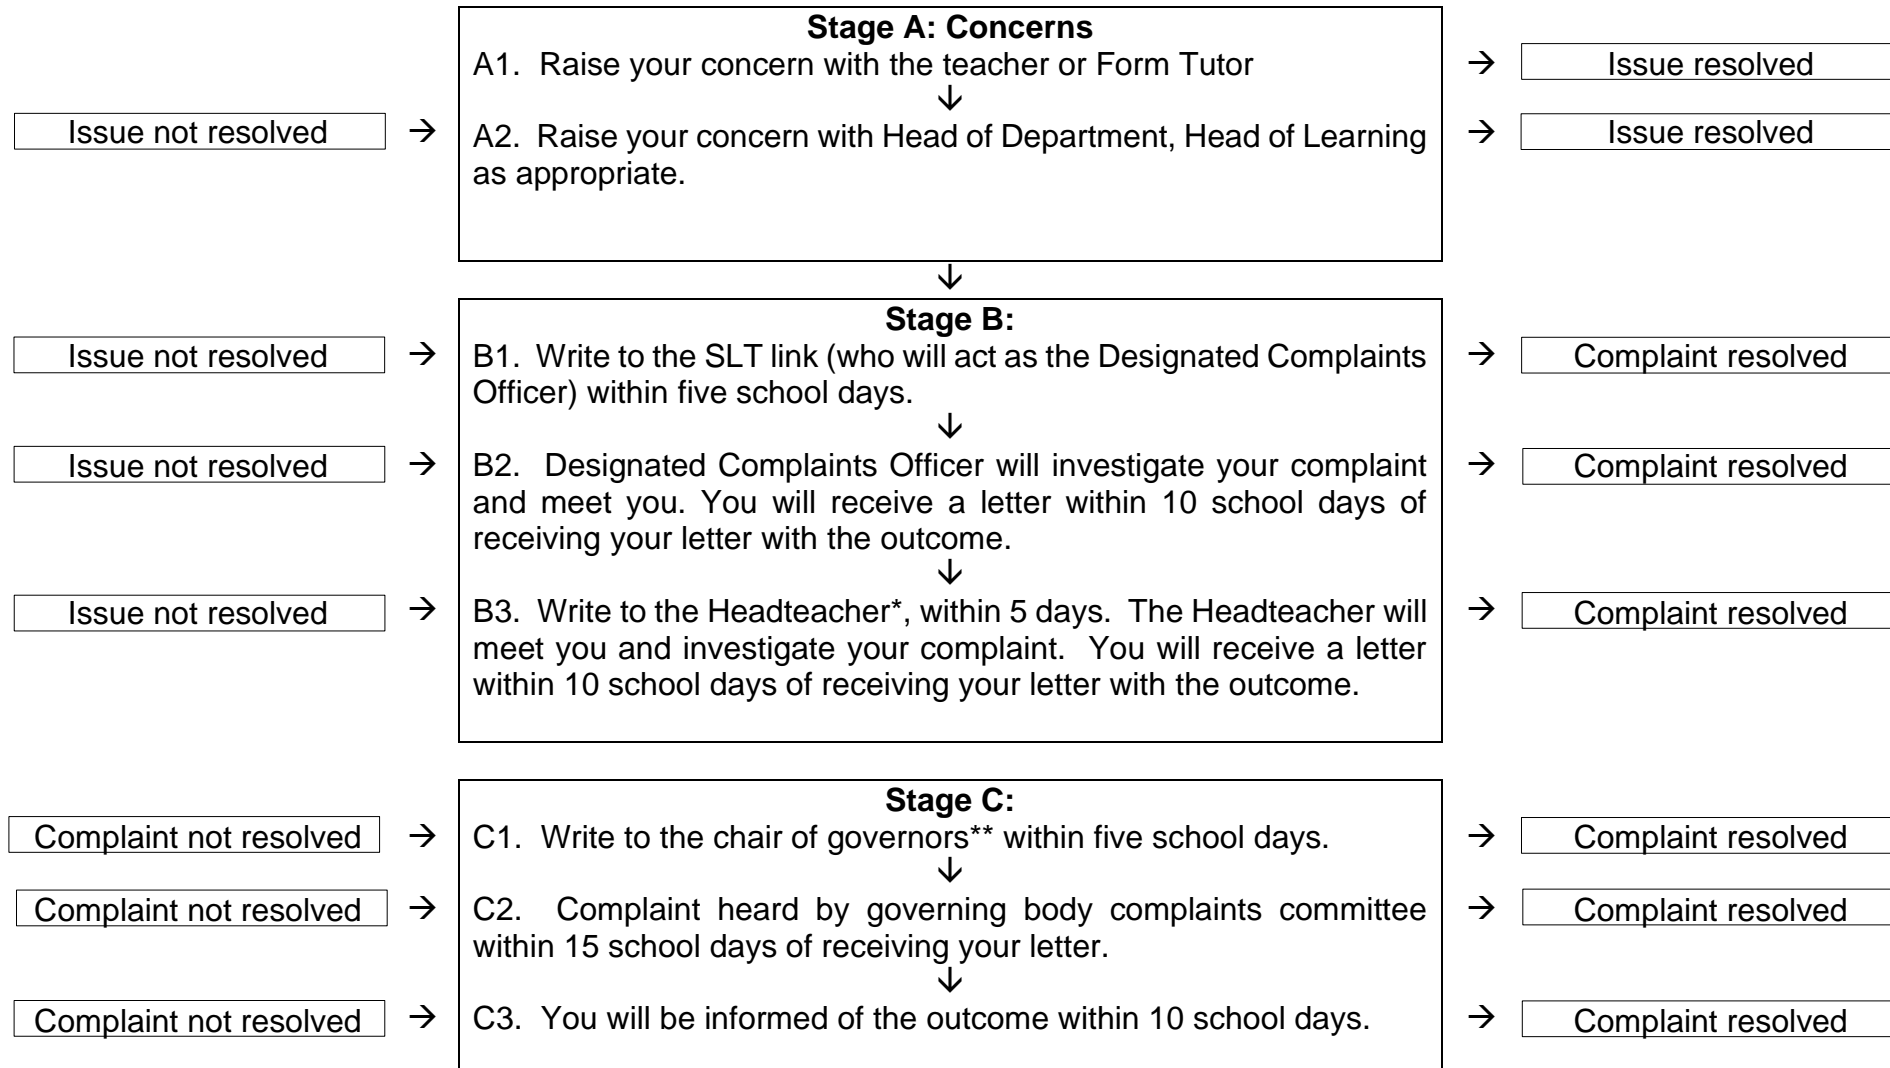 Stage A: Concerns
A1. Raise your concern with the teacher or Form Tutor
→ Issue resolved
↓
Issue not resolved →
A2. Raise your concern with Head of Department, Head of Learning
as appropriate.
→ Issue resolved
↓
Stage B:
Issue not resolved →
B1. Write to the SLT link (who will act as the Designated Complaints
Officer) within five school days.
→ Complaint resolved
↓
Issue not resolved →
B2. Designated Complaints Officer will investigate your complaint
and meet you. You will receive a letter within 10 school days of
receiving your letter with the outcome.
→ Complaint resolved
↓
Issue not resolved →
B3. Write to the Headteacher*, within 5 days. The Headteacher will
meet you and investigate your complaint. You will receive a letter
within 10 school days of receiving your letter with the outcome.
→ Complaint resolved
Stage C:
Complaint not resolved →
C1. Write to the chair of governors** within five school days.
→ Complaint resolved
↓
Complaint not resolved →
C2. Complaint heard by governing body complaints committee
within 15 school days of receiving your letter.
→ Complaint resolved
↓
Complaint not resolved →
C3. You will be informed of the outcome within 10 school days.
→ Complaint resolved